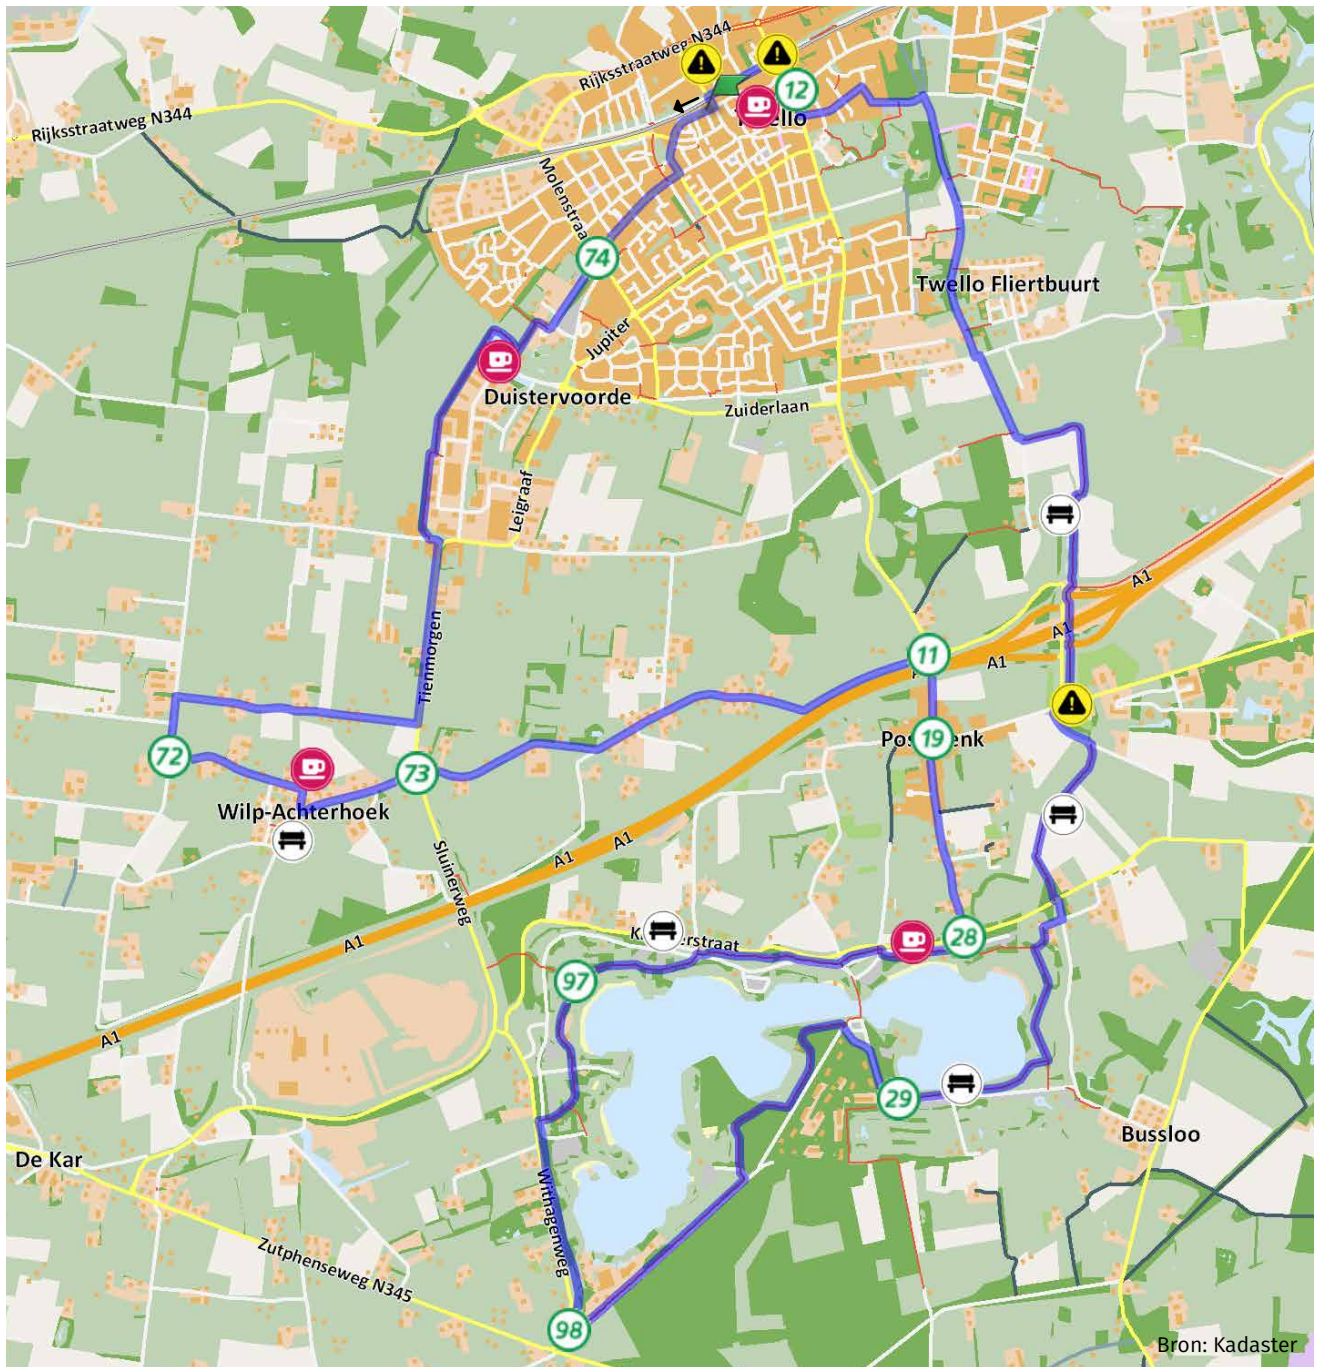 Rijksstraatweg N344
12
Rijksstraatweg N344
Molenstraa
74
Twello Fliertbuurt
Jupiter
Duistervoorde
Zuiderlaan
Leigraaf
A1
Tienmorgen
A1
11
A1
72
73
19
Wilp-Achterhoek
A1
A1
Sluinerweg
28
A1
97
A1
29
Bussloo
De Kar
Withagenweg
Zutphenseweg N345
98
Bron: Kadaster